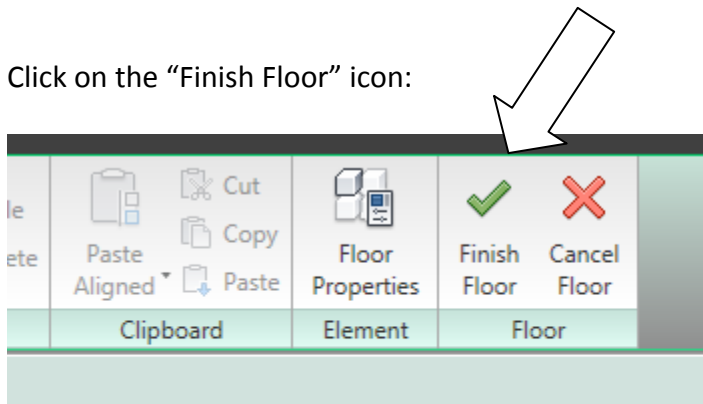 Click on the “Finish Floor” icon:
Cut
Copy
Paste
Paste
Aligned
Floor
Properties
Finish
Floor
Cancel
Floor
Clipboard
Element
Floor